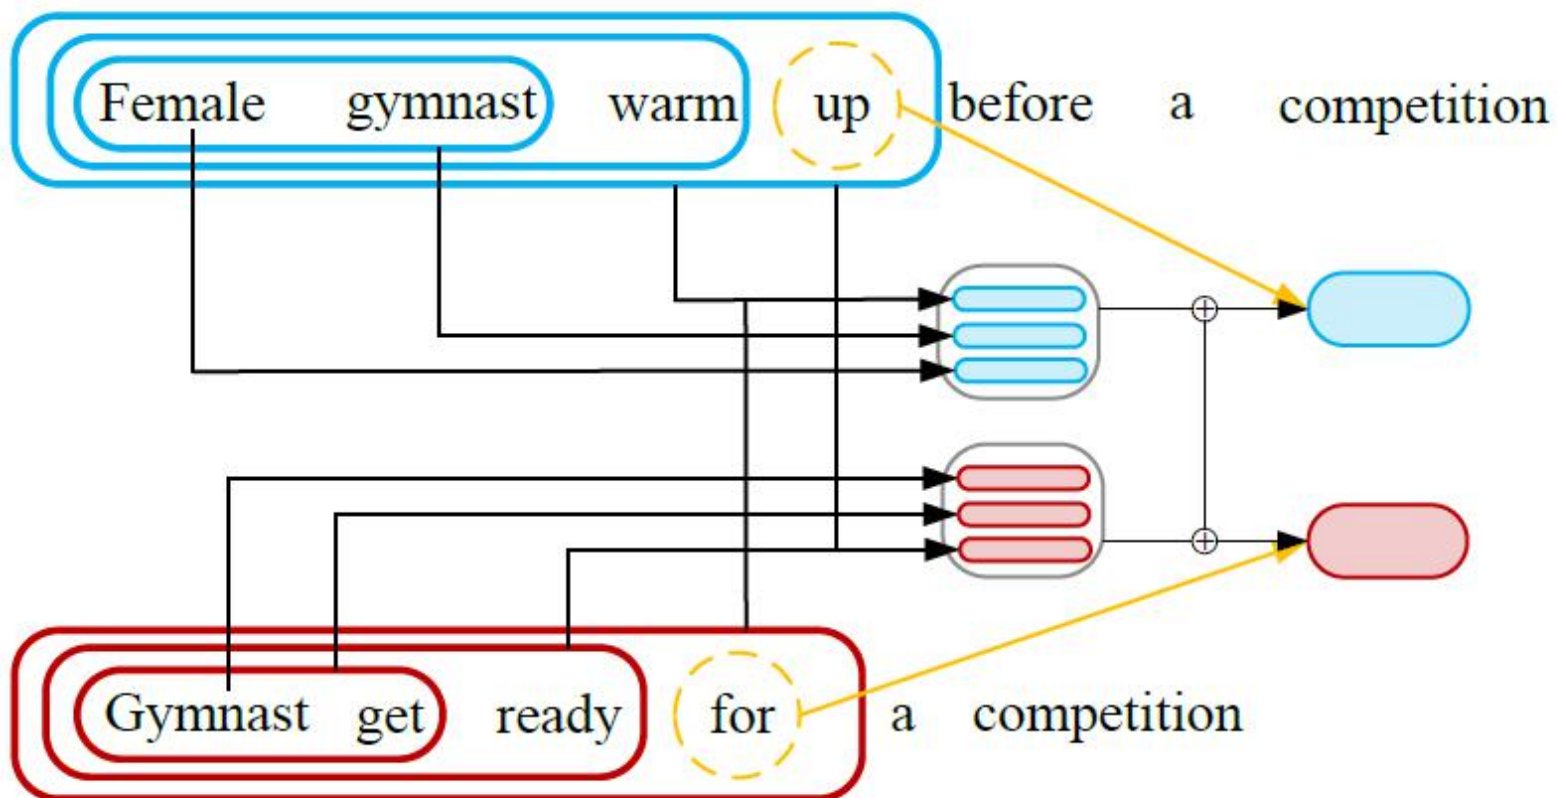 Female gymnast warm up before a competition
Gymnast get ready for a competition